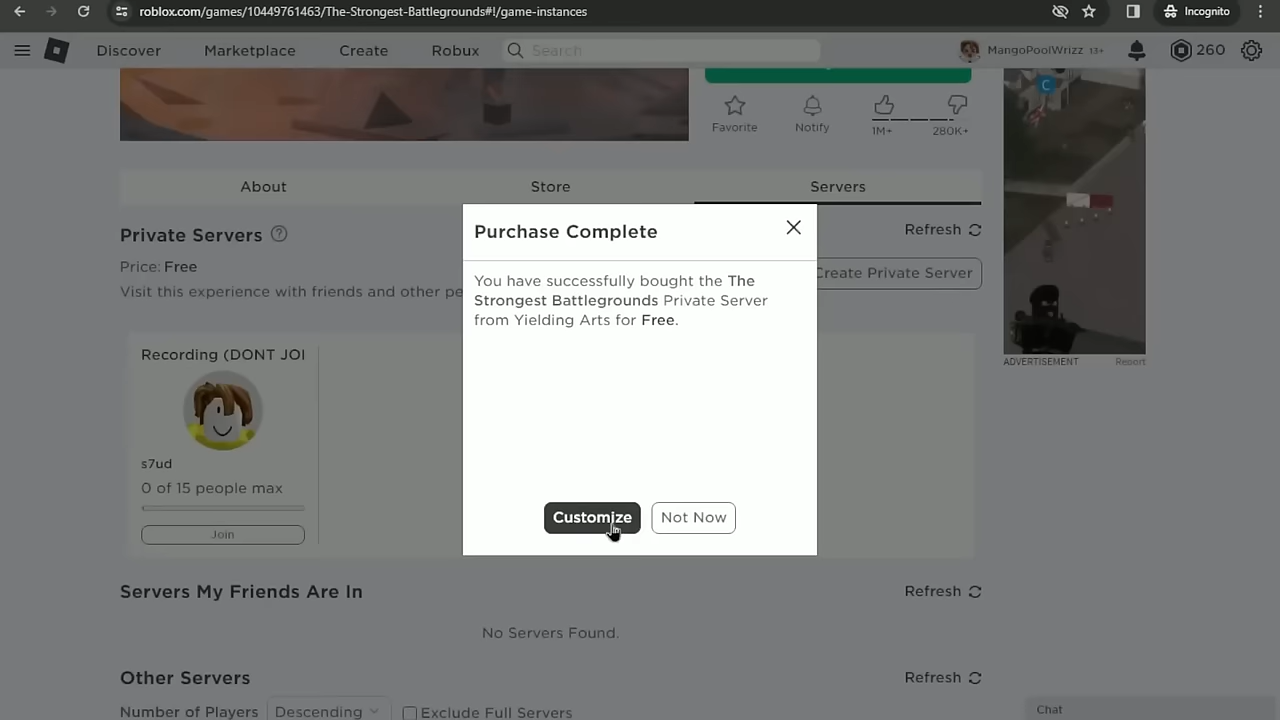 roblox.com/games/10449761463/The-Strongest-Battlegrounds#!/game-instances
Incognito
Discover
Marketplace
Create
Robux
Search
MangoPoolWrizz 13+
260
Favorite
Notify
1M+
280K+
C
About
Store
Servers
Private Servers
Refresh
Price: Free
Create Private Server
Visit this experience with friends and other pe
Purchase Complete
You have successfully bought the The
Strongest Battlegrounds Private Server
from Yielding Arts for Free.
Customize
Not Now
Recording (DONT JOI
s7ud
0 of 15 people max
Join
ADVERTISEMENT
Report
Servers My Friends Are In
Refresh
No Servers Found.
Other Servers
Refresh
Number of Players
Descending
Exclude Full Servers
Chat